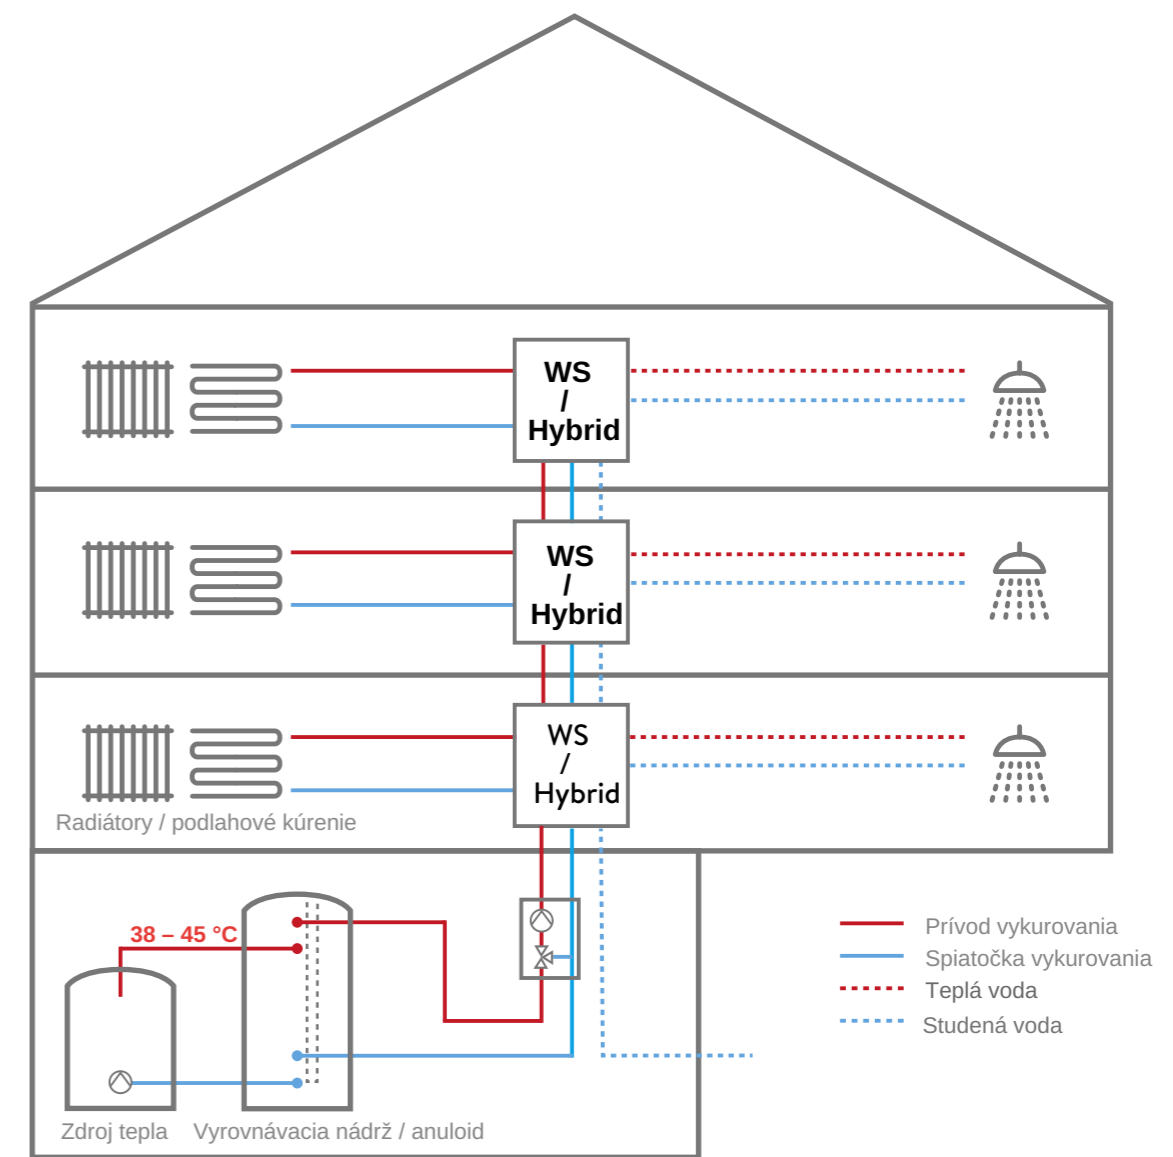 WS
/
Hybrid
WS
/
Hybrid
WS
/
Hybrid
Radiátory / podlahové kúrenie
38 – 45 °C
Prívod vykurovania
Spiatočka vykurovania
Teplá voda
Studená voda
Zdroj tepla
Vyrovnávacia nádrž / anuloid